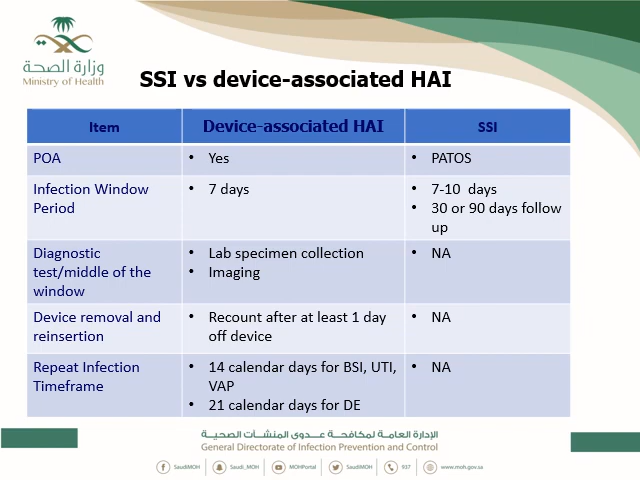 وزارة الصحة
Ministry of Health
SSI vs device-associated HAI
Item
Device-associated HAI
SSI
POA
• Yes
• PATOS
Infection Window
Period
• 7 days
• 7-10 days
• 30 or 90 days follow
up
Diagnostic
test/middle of the
window
• Lab specimen collection
• Imaging
• NA
Device removal and
reinsertion
• Recount after at least 1 day
off device
• NA
Repeat Infection
Timeframe
• 14 calendar days for BSI, UTI,
VAP
• 21 calendar days for DE
• NA
الإدارة العامة لمكافحة عدوى المنشآت الصحية
General Directorate of Infection Prevention and Control
SaudiMOH
Saudi_MOH
MOHPortal
SaudiMOH
937
www.moh.gov.sa